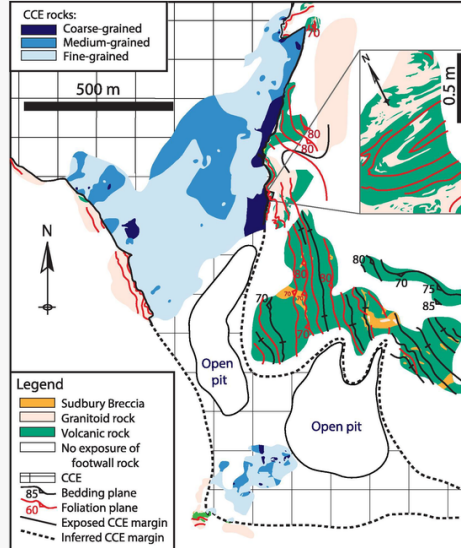 CCE rocks:
Coarse-grained
Medium-grained
Fine-grained
500 m
70
80
80
0.5 m
N
80
80
70
70
70
80
70
75
85
Open
pit
Open pit
Legend
Sudbury Breccia
Granitoid rock
Volcanic rock
No exposure of
footwall rock
CCE
85 Bedding plane
60 Foliation plane
Exposed CCE margin
Inferred CCE margin